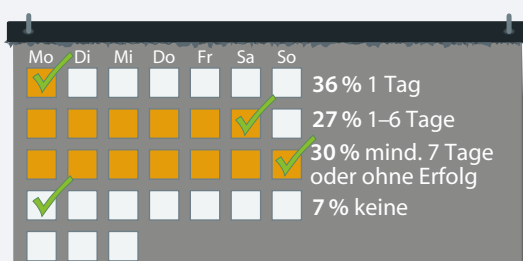 Mo Di Mi Do Fr Sa So
36 % 1 Tag
27 % 1–6 Tage
30 % mind. 7 Tage
oder ohne Erfolg
7 % keine